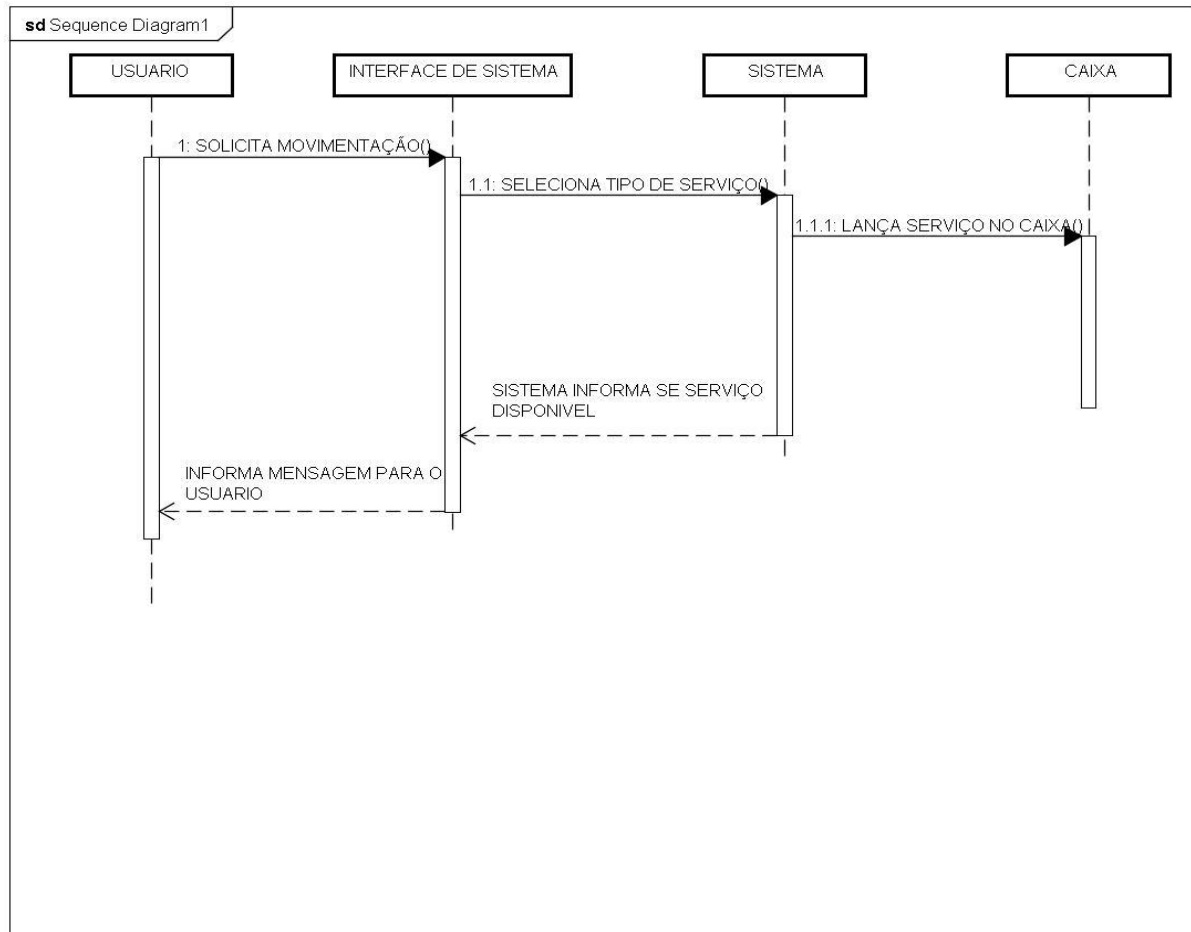 sd Sequence Diagram1
USUARIO
INTERFACE DE SISTEMA
SISTEMA
CAIXA
1: SOLICITA MOVIMENTAÇÃO()
1.1: SELECIONA TIPO DE SERVIÇO()
1.1.1: LANÇA SERVIÇO NO CAIXA()
SISTEMA INFORMA SE SERVIÇO
DISPONIVEL
INFORMA MENSAGEM PARA O
USUARIO